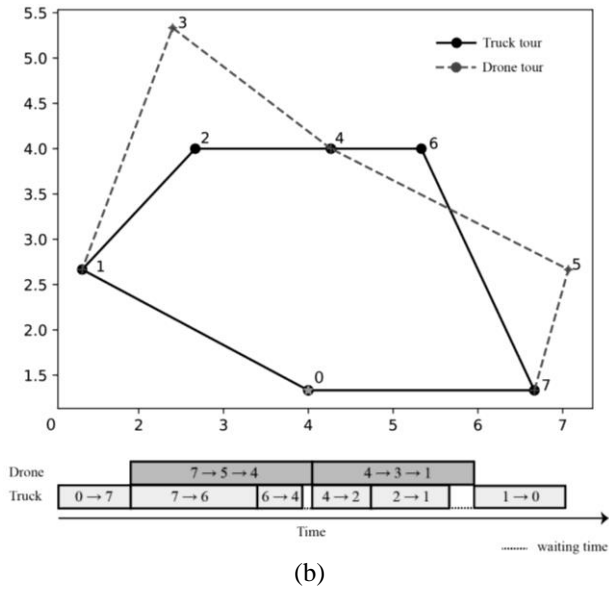 5.5
5.0
4.5
4.0
3.5
3.0
2.5
2.0
1.5
0 2 3 4 5 6 7
3
2
4
6
1
5
0
7
Truck tour
Drone tour
Drone 7 → 5 → 4 4 → 3 → 1
Truck 0 → 7 7 → 6 6 → 4 4 → 2 2 → 1 1 → 0
Time
waiting time
(b)